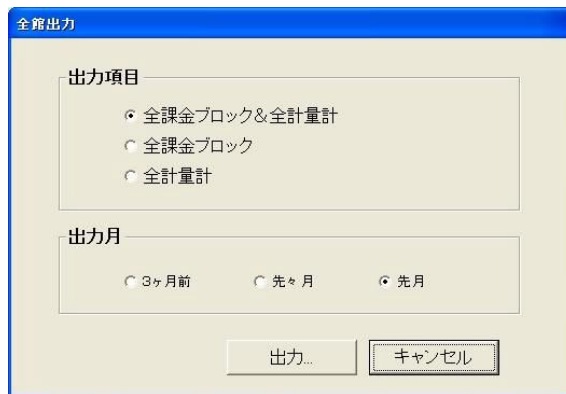 全館出力
出力項目
全課金ブロック&全計量計
全課金ブロック
全計量計
出力月
3ヶ月前 先々月 先月
出力... キャンセル